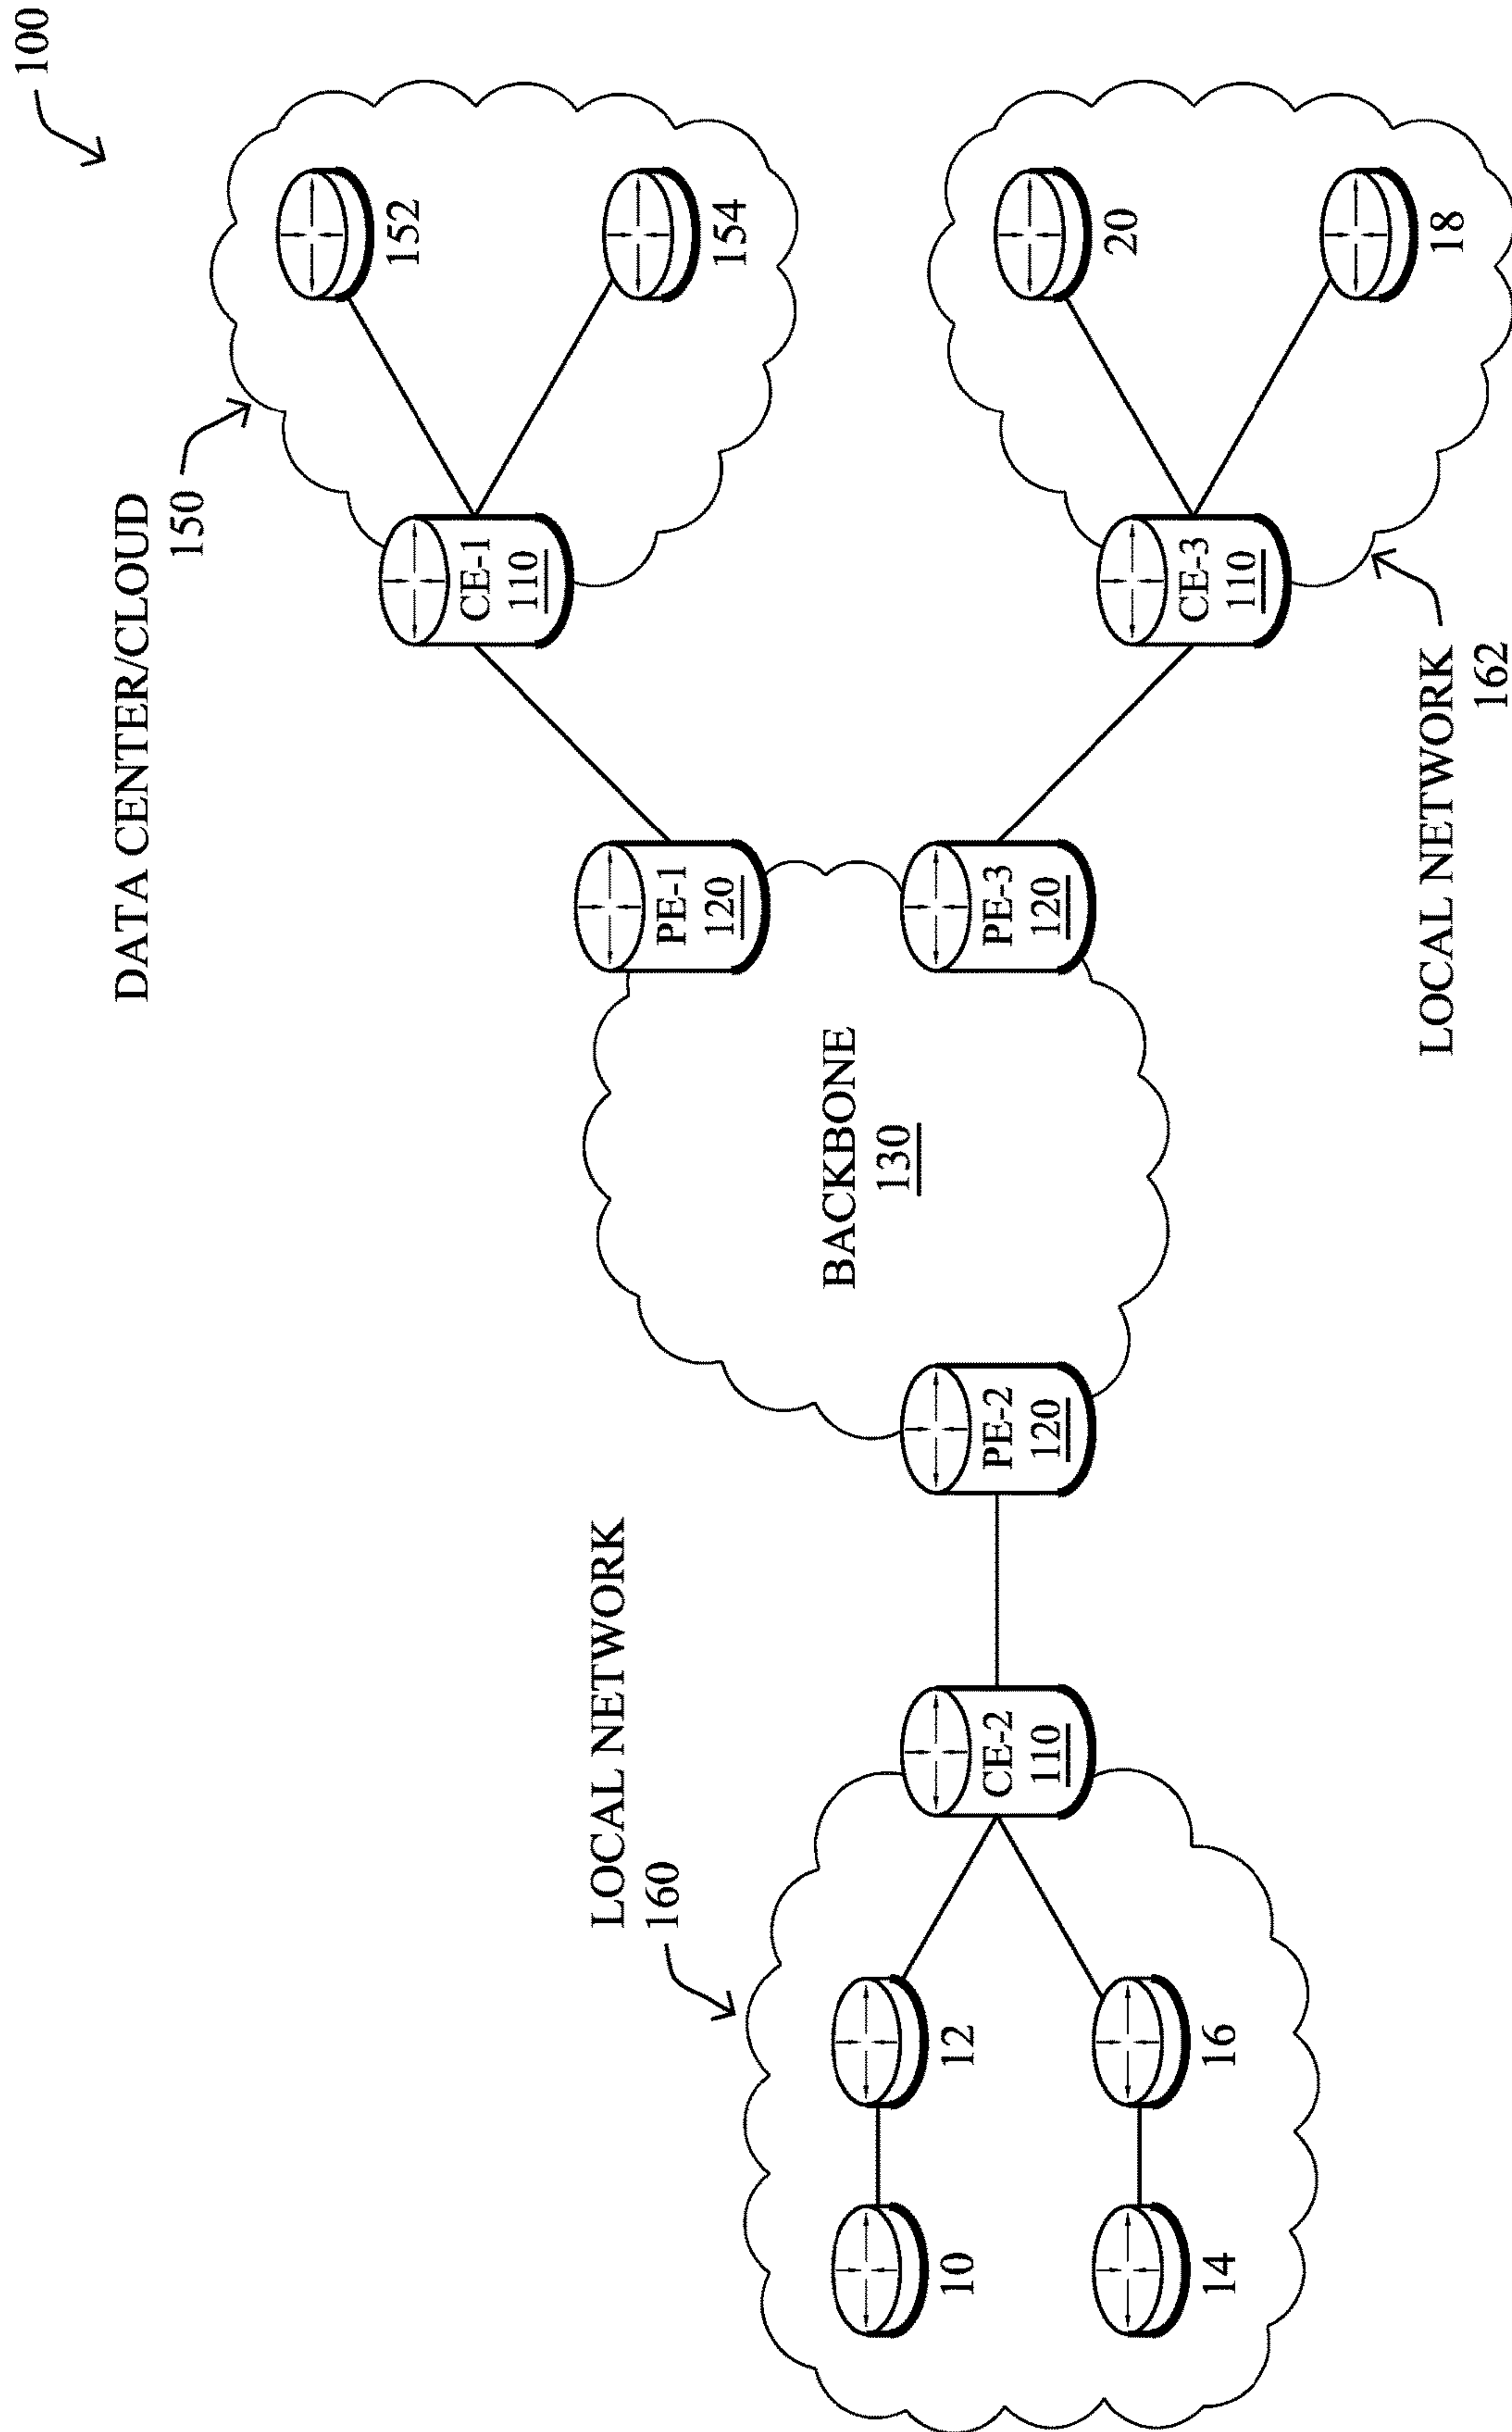 100
DATA CENTER/CLOUD
150
152
154
CE-1
110
PE-1
120
LOCAL NETWORK
160
BACKBONE
130
10
12
CE-2
110
PE-2
120
PE-3
120
14
16
CE-3
110
20
18
LOCAL NETWORK
162